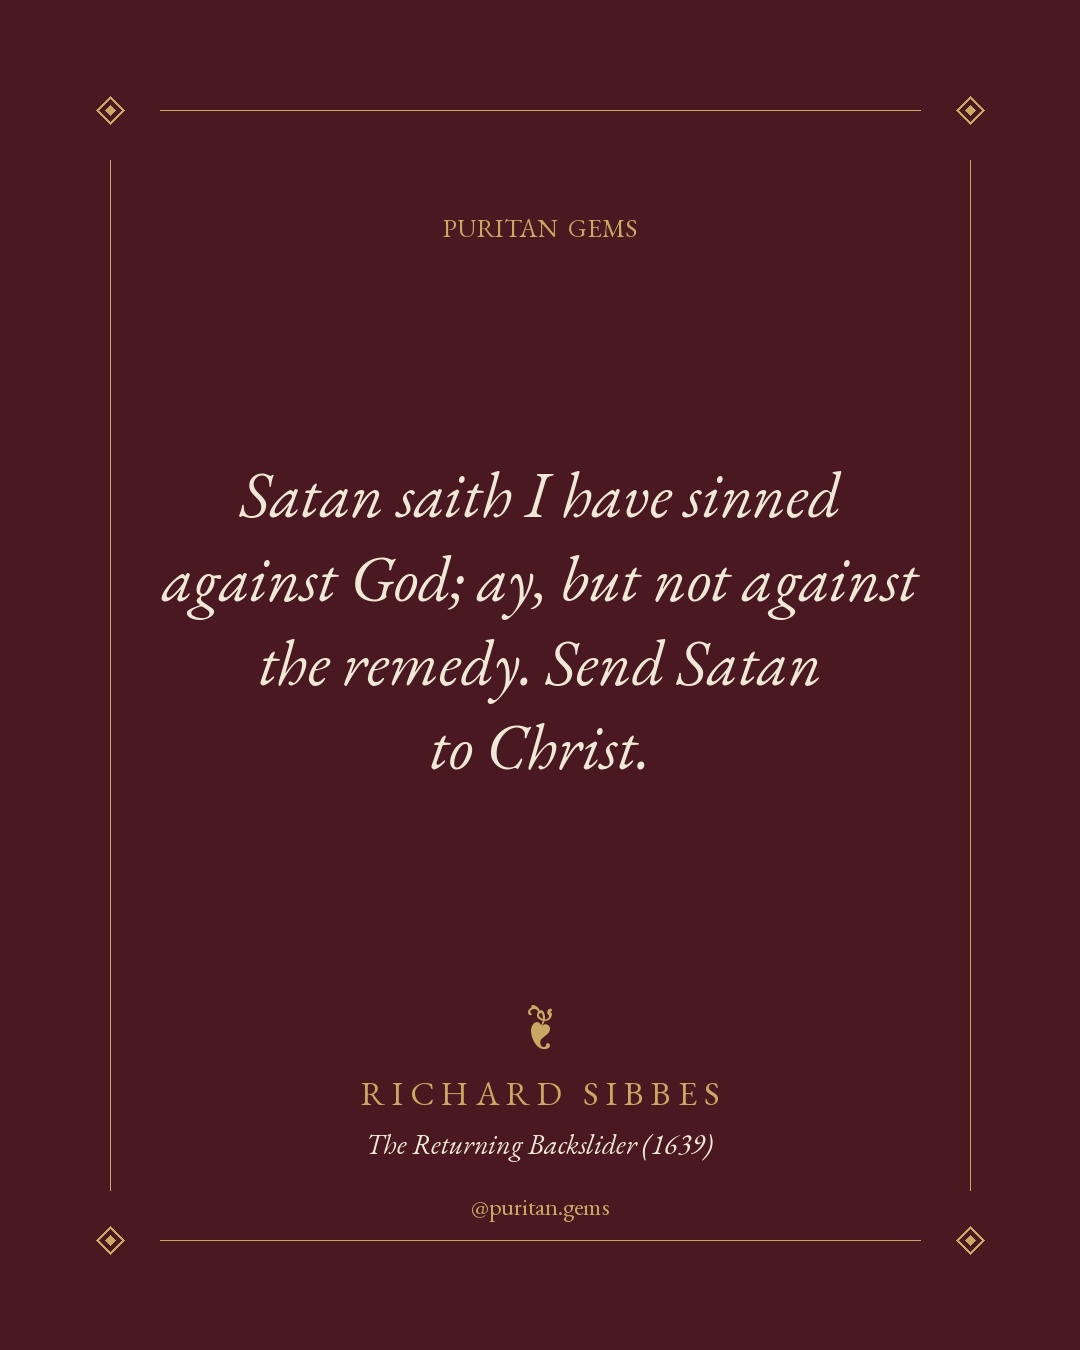 PURITAN GEMS
Satan saith I have sinned
against God; ay, but not against
the remedy. Send Satan
to Christ.
❦
RICHARD SIBBES
The Returning Backslider (1639)
@puritan.gems